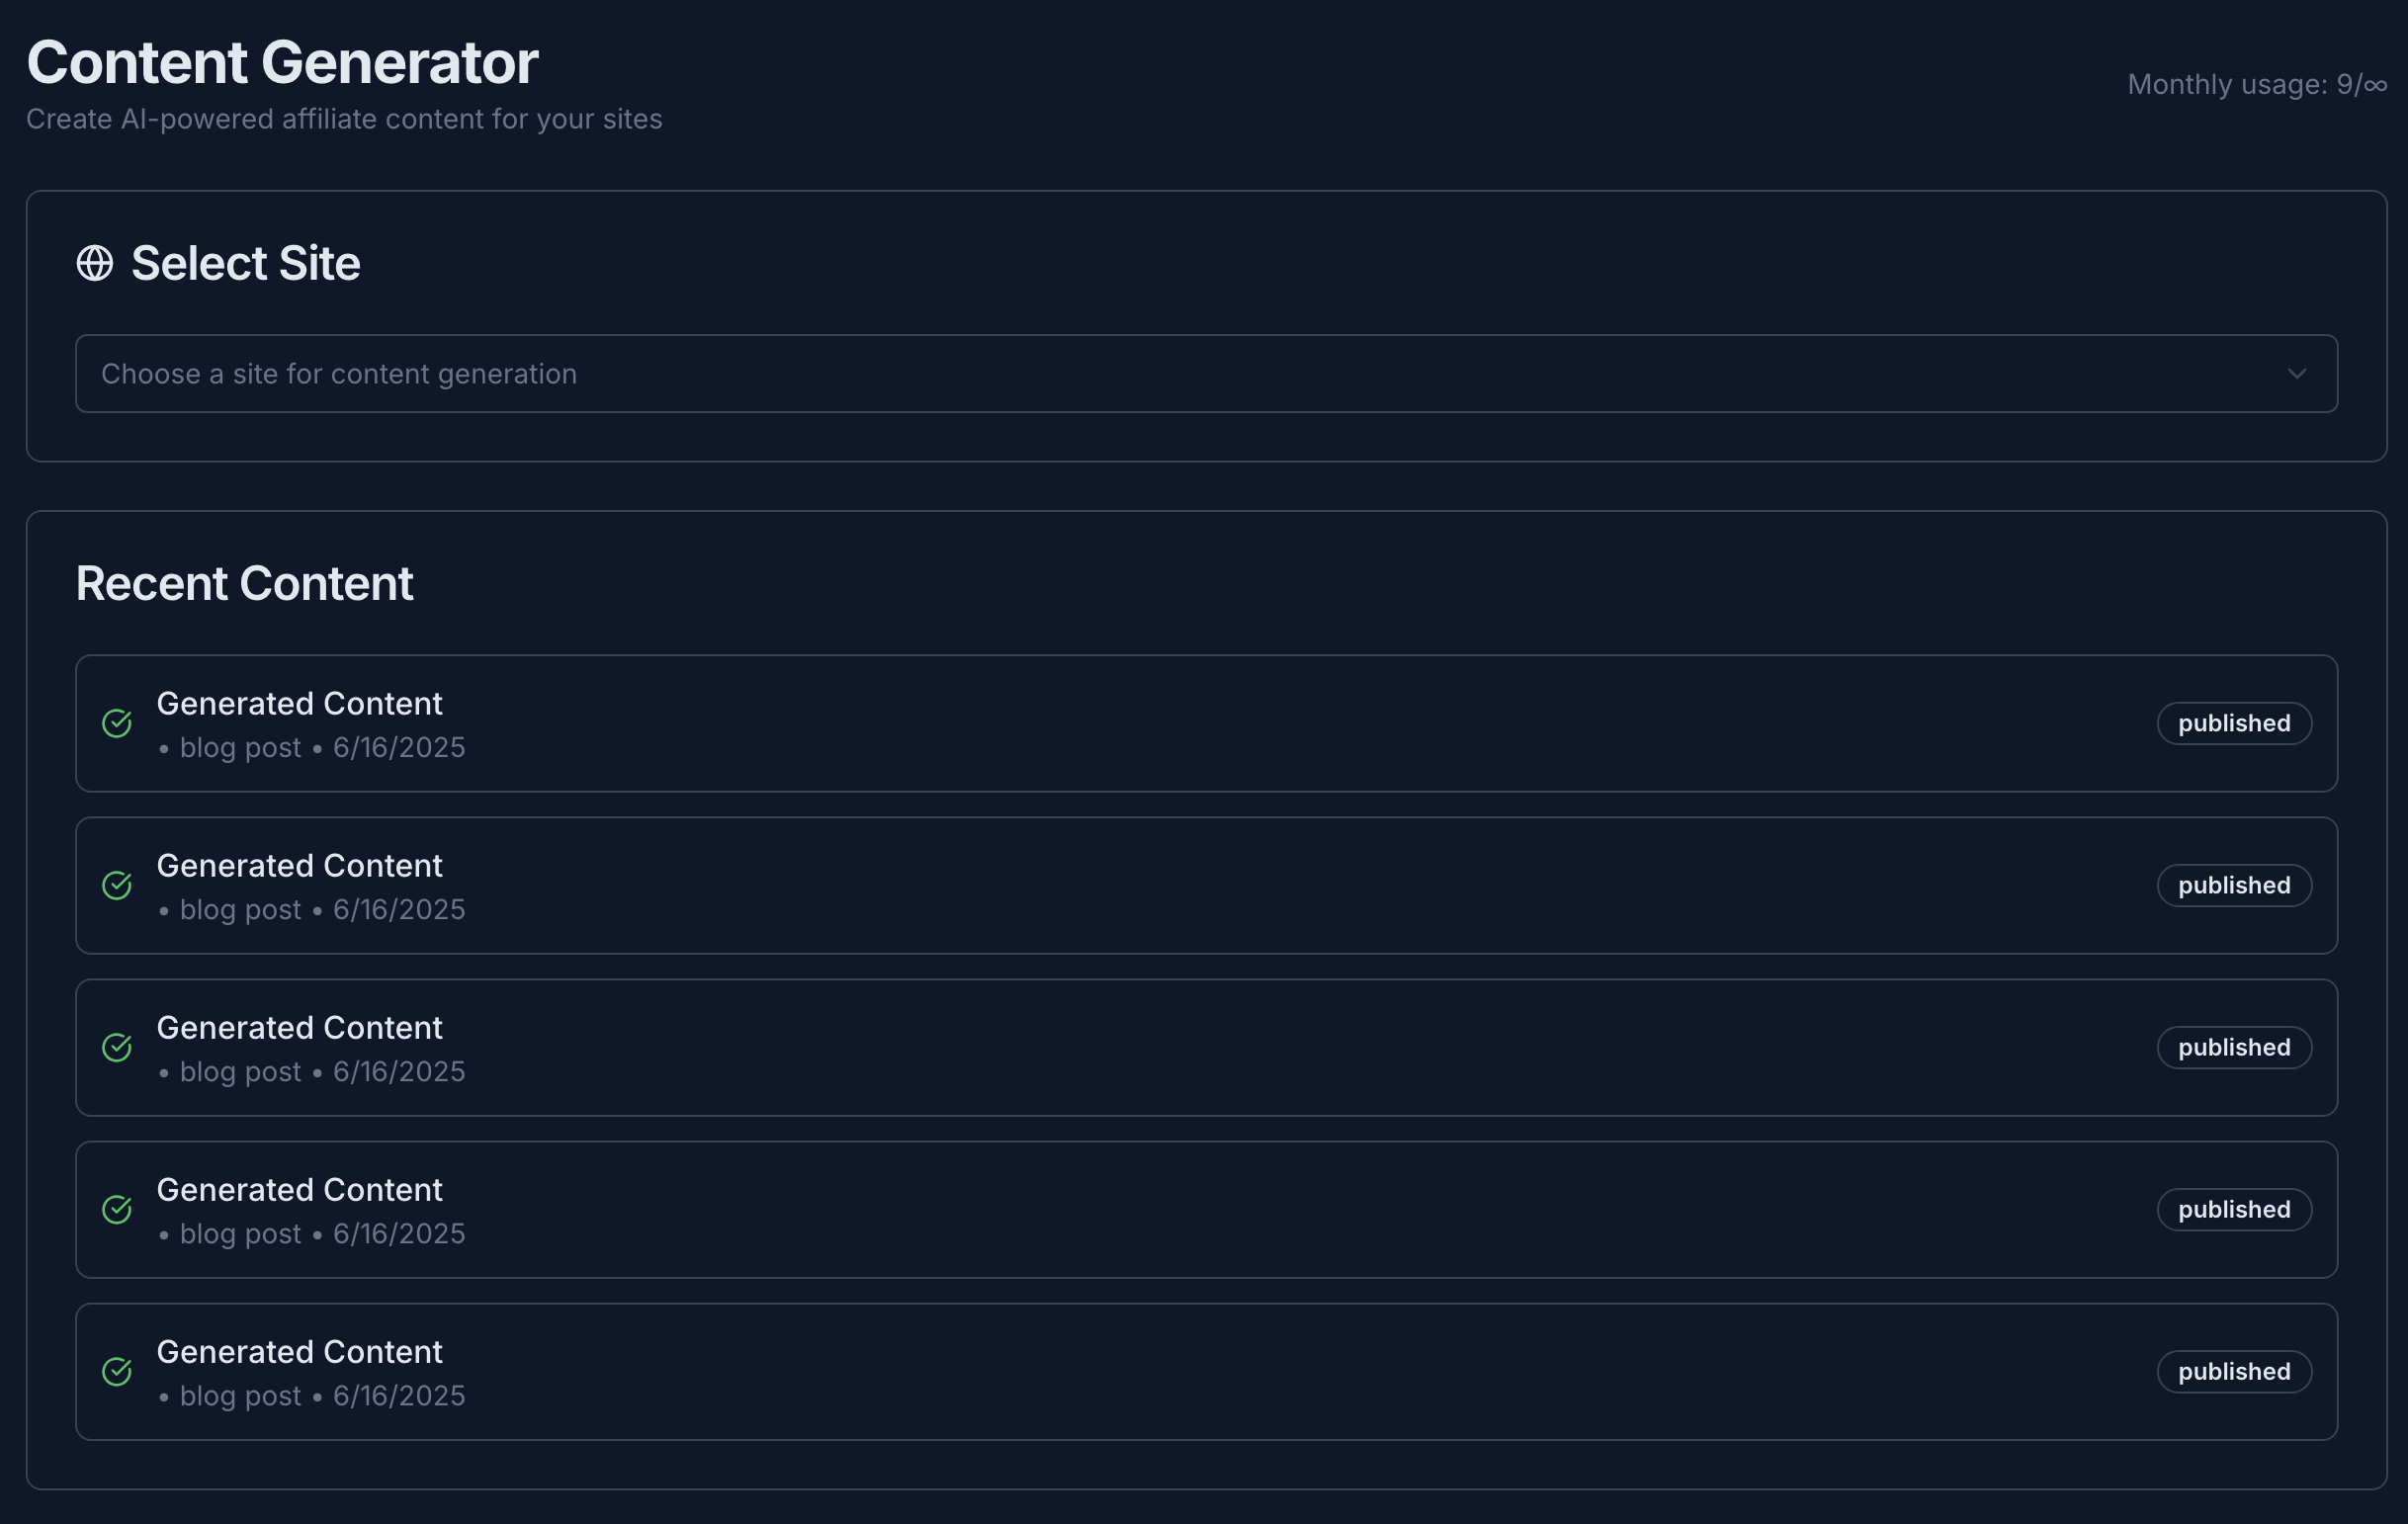 Content Generator
Create AI-powered affiliate content for your sites
Monthly usage: 9/∞
Select Site
Choose a site for content generation
Recent Content
Generated Content
• blog post • 6/16/2025
published
Generated Content
• blog post • 6/16/2025
published
Generated Content
• blog post • 6/16/2025
published
Generated Content
• blog post • 6/16/2025
published
Generated Content
• blog post • 6/16/2025
published